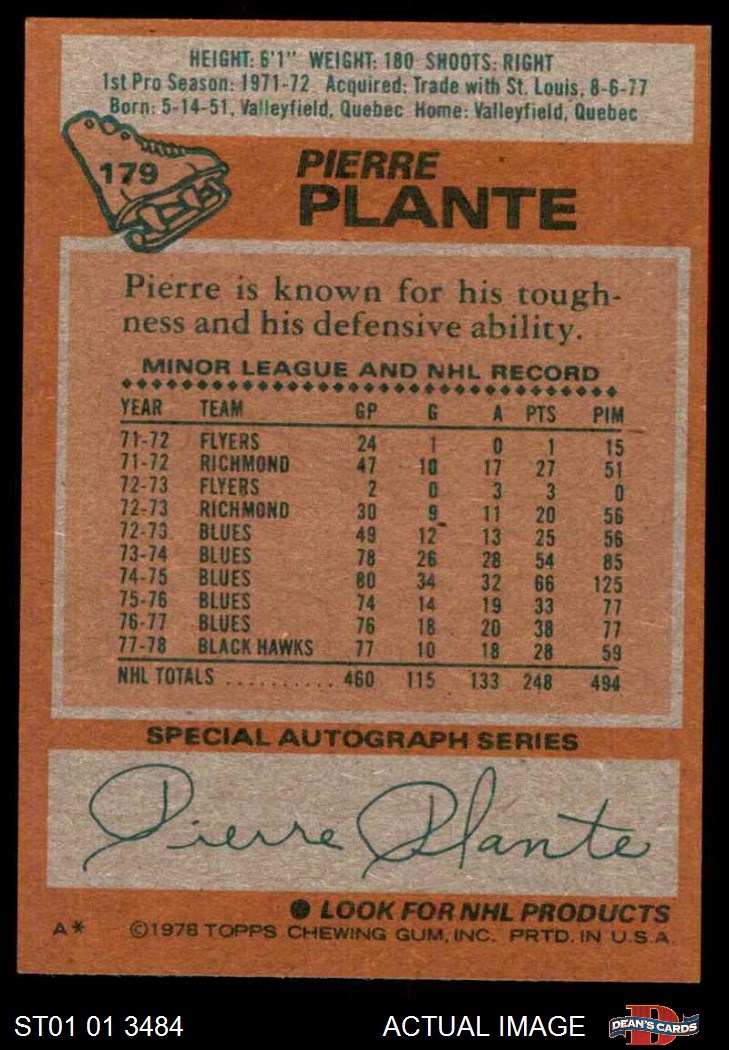 HEIGHT: 6'1" WEIGHT: 180 SHOOTS: RIGHT
1st Pro Season: 1971-72 Acquired: Trade with St. Louis, 8-6-77
Born: 5-14-51, Valleyfield, Quebec Home: Valleyfield, Quebec
179
PIERRE
PLANTE
Pierre is known for his tough-
ness and his defensive ability.
MINOR LEAGUE AND NHL RECORD
YEAR TEAM GP G A PTS PIM
71-72 FLYERS 24 1 0 1 15
71-72 RICHMOND 47 10 17 27 51
72-73 FLYERS 2 0 3 3 0
72-73 RICHMOND 30 9 11 20 56
72-73 BLUES 49 12 13 25 56
73-74 BLUES 78 26 28 54 85
74-75 BLUES 80 34 32 66 125
75-76 BLUES 74 14 19 33 77
76-77 BLUES 76 18 20 38 77
77-78 BLACK HAWKS 77 10 18 28 59
NHL TOTALS .......... 460 115 133 248 494
SPECIAL AUTOGRAPH SERIES
Pierre Plante
● LOOK FOR NHL PRODUCTS
A* ©1978 TOPPS CHEWING GUM, INC. PRTD. IN U.S.A.
ST01 01 3484 ACTUAL IMAGE DEAN'S CARDS